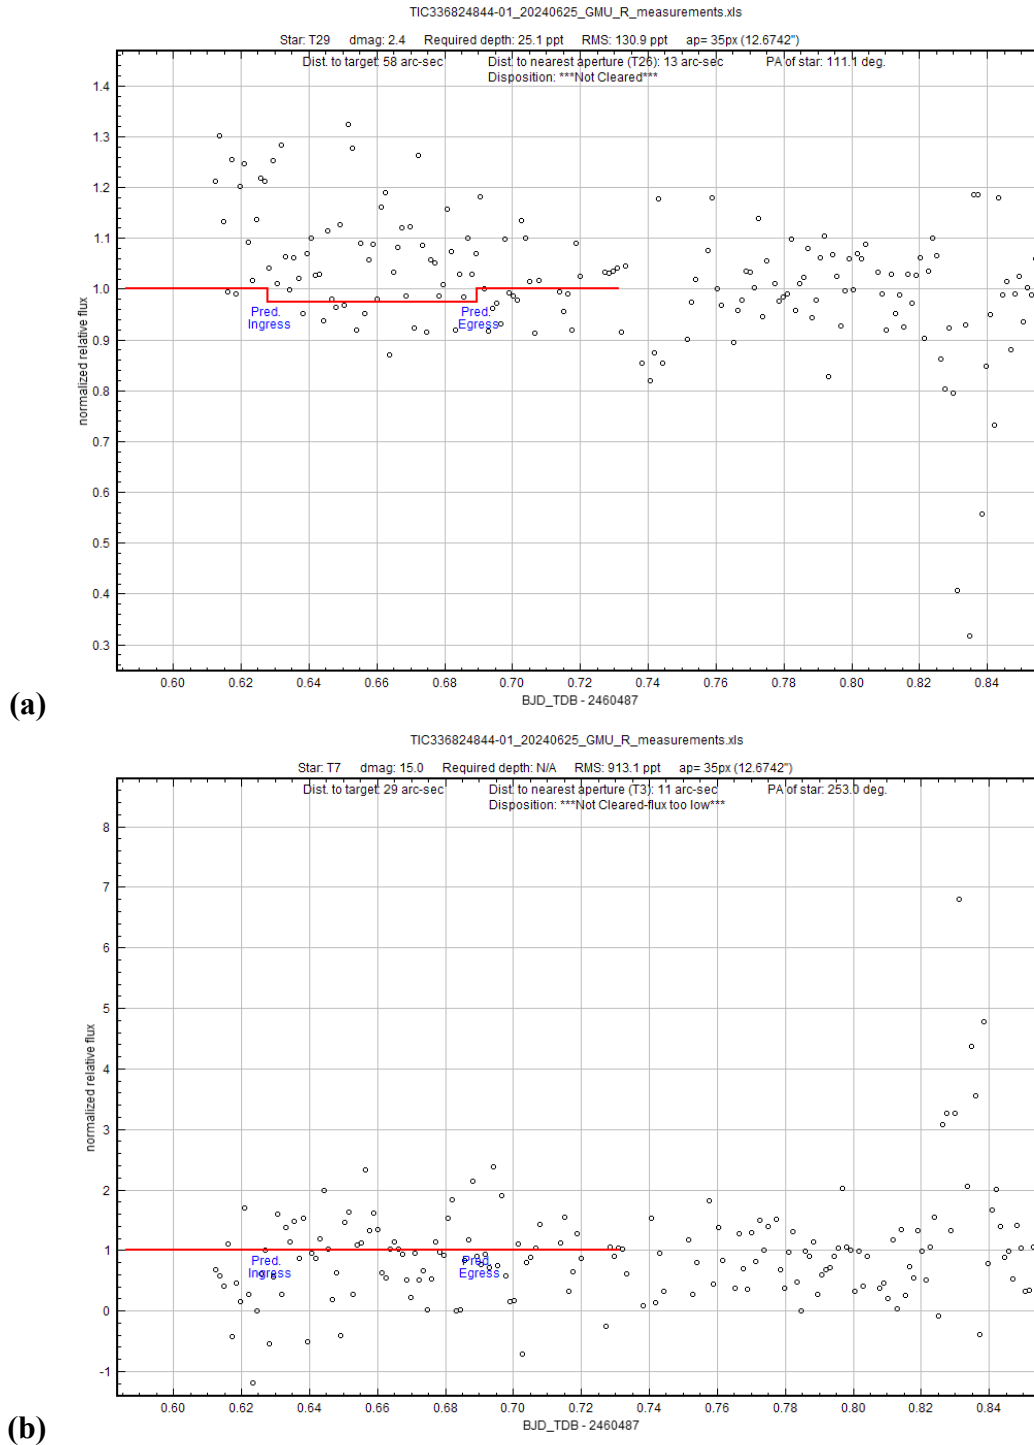 TIC336824844-01_20240625_GMU_R_measurements.xls
Star: T29 dmag: 2.4 Required depth: 25.1 ppt RMS: 130.9 ppt ap= 35px (12.6742")
Dist. to target: 58 arc-sec Dist. to nearest aperture (T26): 13 arc-sec PA of star: 111.1 deg.
Disposition: ***Not Cleared***
normalized relative flux
1.4
1.3
1.2
1.1
1.0
0.9
0.8
0.7
0.6
0.5
0.4
0.3
Pred. Pred.
Ingress Egress
0.60 0.62 0.64 0.66 0.68 0.70 0.72 0.74 0.76 0.78 0.80 0.82 0.84
BJD_TDB - 2460487
(a)
TIC336824844-01_20240625_GMU_R_measurements.xls
Star: T7 dmag: 15.0 Required depth: N/A RMS: 913.1 ppt ap= 35px (12.6742")
Dist. to target: 29 arc-sec Dist. to nearest aperture (T3): 11 arc-sec PA of star: 253.0 deg.
Disposition: ***Not Cleared-flux too low***
normalized relative flux
8
7
6
5
4
3
2
1
0
-1
Pred. Pred.
Ingress Egress
0.60 0.62 0.64 0.66 0.68 0.70 0.72 0.74 0.76 0.78 0.80 0.82 0.84
BJD_TDB - 2460487
(b)